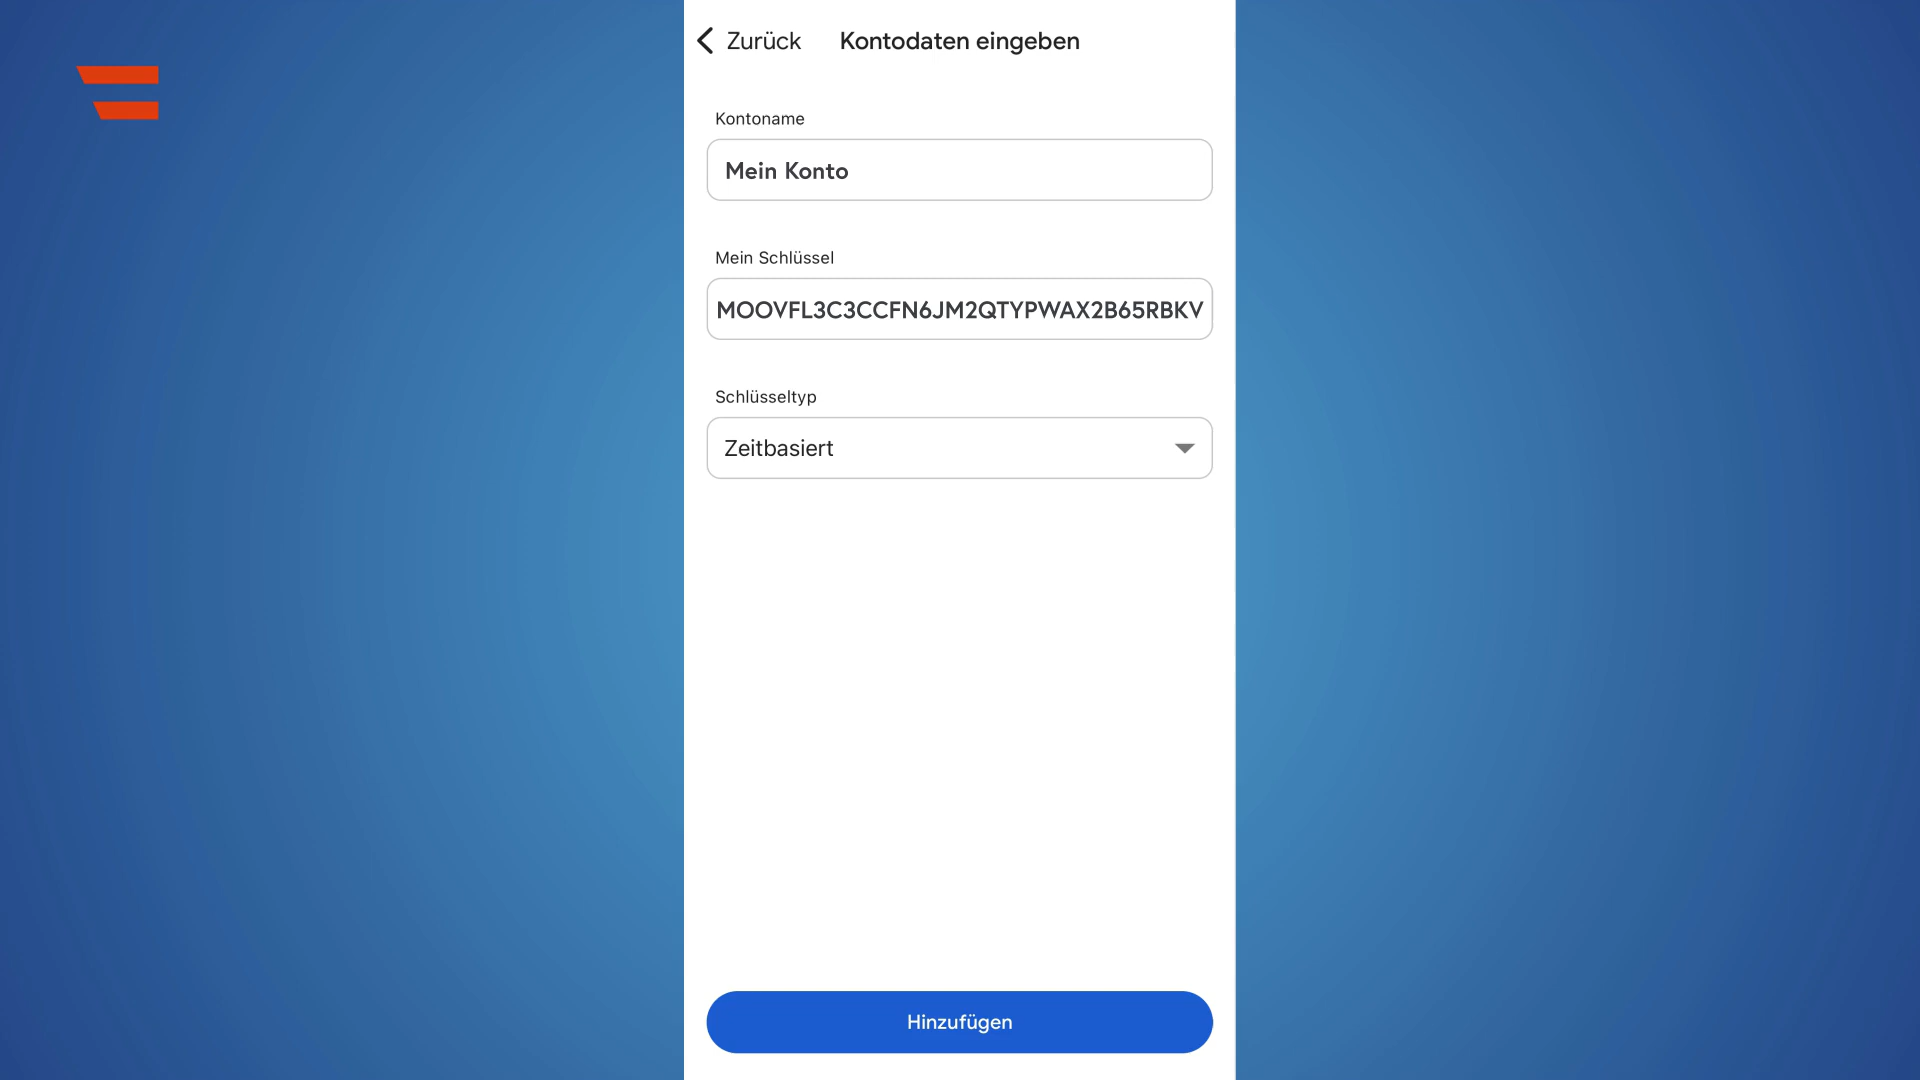 Zurück Kontodaten eingeben
Kontoname
Mein Konto
Mein Schlüssel
MOOVFL3C3CCFN6JM2QTYPWAX2B65RBKV
Schlüsseltyp
Zeitbasiert
Hinzufügen